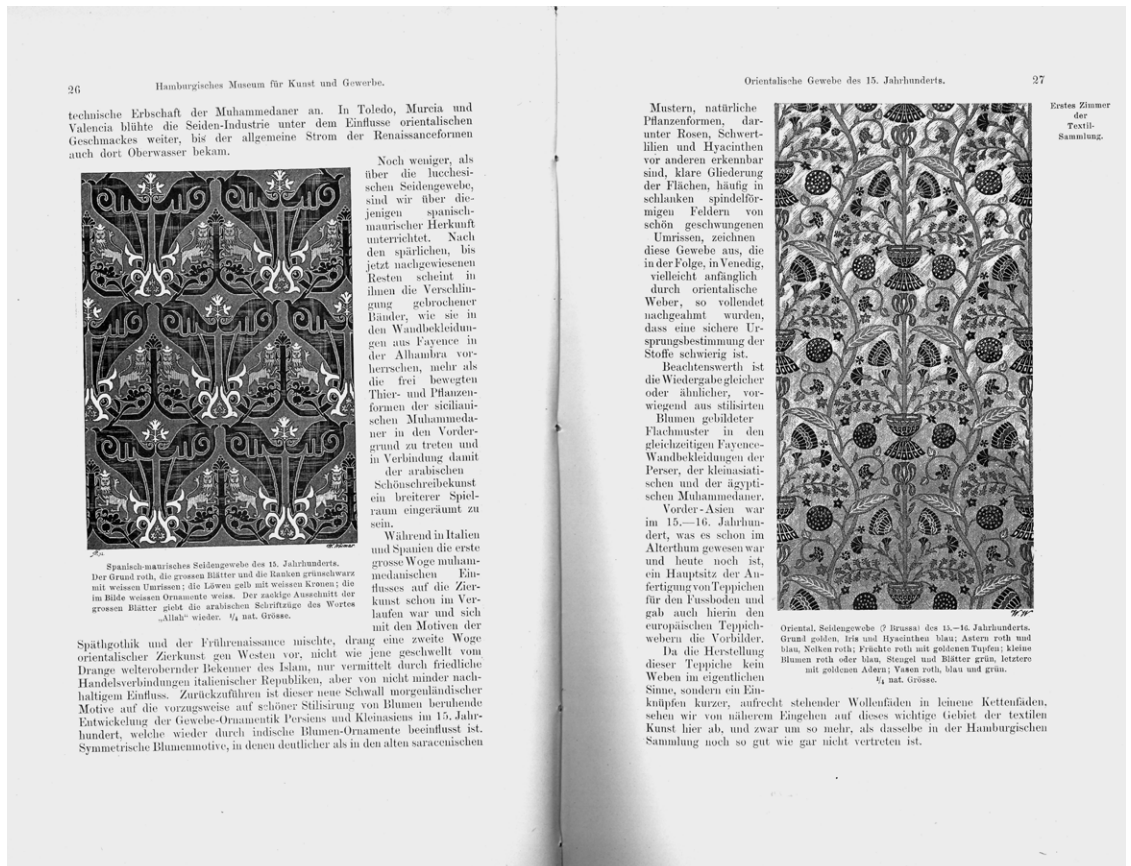 26
Hamburgisches Museum für Kunst und Gewerbe.
technische Erbschaft der Muhammedaner an. In Toledo, Murcia und
Valencia blühte die Seiden-Industrie unter dem Einflusse orientalischen
Geschmackes weiter, bis der allgemeine Strom der Renaissanceformen
auch dort Oberwasser bekam.
Noch weniger, als
über die lucchesi-
schen Seidengewebe,
sind wir über die-
jenigen spanisch-
maurischer Herkunft
unterrichtet. Nach
den spärlichen, bis
jetzt nachgewiesenen
Resten scheint in
ihnen die Verschlin-
gung gebrochener
Bänder, wie sie in
den Wandbekleidun-
gen aus Fayence in
der Alhambra vor-
herrschen, mehr als
die frei bewegten
Thier- und Pflanzen-
formen der siciliani-
schen Muhammeda-
ner in den Vorder-
grund zu treten und
in Verbindung damit
der arabischen
Schönschreibekunst
ein breiterer Spiel-
raum eingeräumt zu
sein.
Während in Italien
und Spanien die erste
grosse Woge muham-
medanischen Ein-
flusses auf die Zier-
kunst schon im Ver-
laufen war und sich
mit den Motiven der
Spanisch-maurisches Seidengewebe des 15. Jahrhunderts.
Der Grund roth, die grossen Blätter und die Ranken grünschwarz
mit weissen Umrissen; die Löwen gelb mit weissen Kronen; die
im Bilde weissen Ornamente weiss. Der zackige Ausschnitt der
grossen Blätter giebt die arabischen Schriftzüge des Wortes
„Allah“ wieder. ¼ nat. Grösse.
Späthgothik und der Frührenaissance mischte, drang eine zweite Woge
orientalischer Zierkunst gen Westen vor, nicht wie jene geschwellt vom
Drange welterobernder Bekenner des Islam, nur vermittelt durch friedliche
Handelsverbindungen italienischer Republiken, aber von nicht minder nach-
haltigem Einfluss. Zurückzuführen ist dieser neue Schwall morgenländischer
Motive auf die vorzugsweise auf schöner Stilisirung von Blumen beruhende
Entwickelung der Gewebe-Ornamentik Persiens und Kleinasiens im 15. Jahr-
hundert, welche wieder durch indische Blumen-Ornamente beeinflusst ist.
Symmetrische Blumenmotive, in denen deutlicher als in den alten saracenischen
Orientalische Gewebe des 15. Jahrhunderts.
27
Erstes Zimmer
der
Textil-
Sammlung.
Mustern, natürliche
Pflanzenformen, dar-
unter Rosen, Schwert-
lilien und Hyacinthen
vor anderen erkennbar
sind, klare Gliederung
der Flächen, häufig in
schlanken spindelför-
migen Feldern von
schön geschwungenen
Umrissen, zeichnen
diese Gewebe aus, die
in der Folge, in Venedig,
vielleicht anfänglich
durch orientalische
Weber, so vollendet
nachgeahmt wurden,
dass eine sichere Ur-
sprungsbestimmung der
Stoffe schwierig ist.
Beachtenswerth ist
die Wiedergabe gleicher
oder ähnlicher, vor-
wiegend aus stilisirten
Blumen gebildeter
Flachmuster in den
gleichzeitigen Fayence-
Wandbekleidungen der
Perser, der kleinasiati-
schen und der ägypti-
schen Muhammedaner.
Vorder-Asien war
im 15.—16. Jahrhun-
dert, was es schon im
Alterthum gewesen war
und heute noch ist,
ein Hauptsitz der An-
fertigung von Teppichen
für den Fussboden und
gab auch hierin den
europäischen Teppich-
webern die Vorbilder.
Da die Herstellung
dieser Teppiche kein
Weben im eigentlichen
Sinne, sondern ein Ein-
WW
Oriental. Seidengewebe (? Brussa) des 15.—16. Jahrhunderts.
Grund golden, Iris und Hyacinthen blau; Astern roth und
blau, Nelken roth; Früchte roth mit goldenen Tupfen; kleine
Blumen roth oder blau, Stengel und Blätter grün, letztere
mit goldenen Adern; Vasen roth, blau und grün.
¼ nat. Grösse.
knüpfen kurzer, aufrecht stehender Wollenfäden in leinene Kettenfäden,
sehen wir von näherem Eingehen auf dieses wichtige Gebiet der textilen
Kunst hier ab, und zwar um so mehr, als dasselbe in der Hamburgischen
Sammlung noch so gut wie gar nicht vertreten ist.